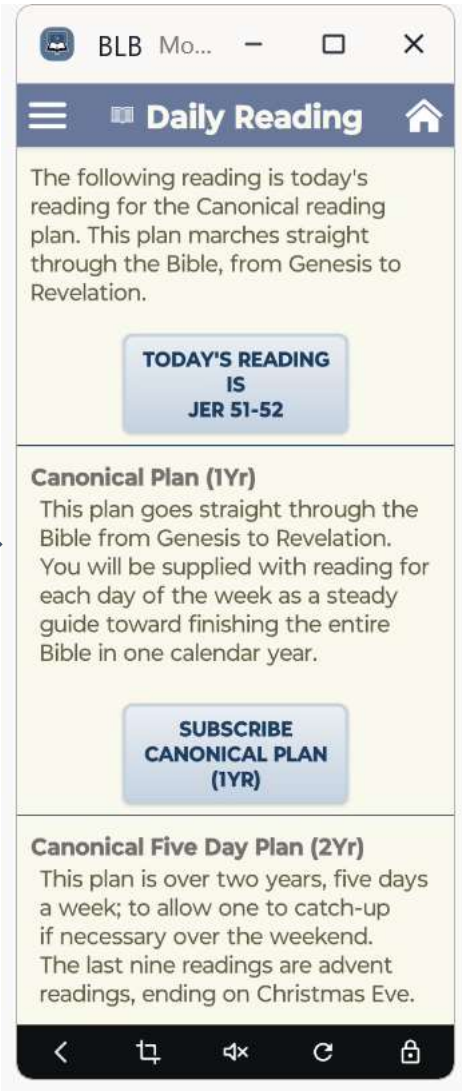 BLB Mo...
Daily Reading
The following reading is today's
reading for the Canonical reading
plan. This plan marches straight
through the Bible, from Genesis to
Revelation.
TODAY'S READING
IS
JER 51-52
Canonical Plan (1Yr)
This plan goes straight through the
Bible from Genesis to Revelation.
You will be supplied with reading for
each day of the week as a steady
guide toward finishing the entire
Bible in one calendar year.
SUBSCRIBE
CANONICAL PLAN
(1YR)
Canonical Five Day Plan (2Yr)
This plan is over two years, five days
a week; to allow one to catch-up
if necessary over the weekend.
The last nine readings are advent
readings, ending on Christmas Eve.